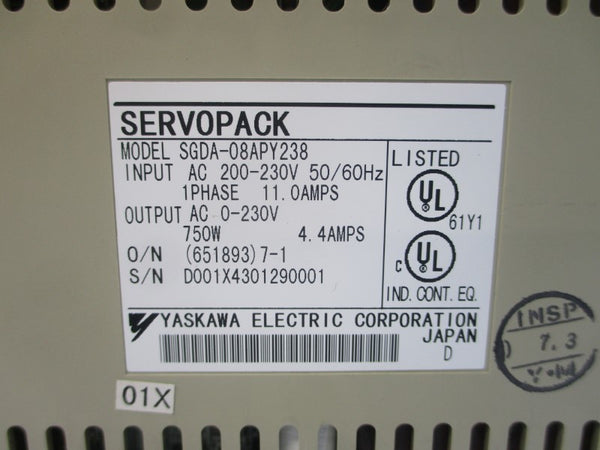 SERVOPACK
MODEL SGDA-08APY238
INPUT AC 200-230V 50/60Hz
1PHASE 11.0AMPS
OUTPUT AC 0-230V
750W 4.4AMPS
O/N (651893)7-1
S/N D001X4301290001
LISTED
UL
61Y1
C UL
IND. CONT. EQ.
YASKAWA ELECTRIC CORPORATION
JAPAN
D
01X
INSP
7.3
Y·M